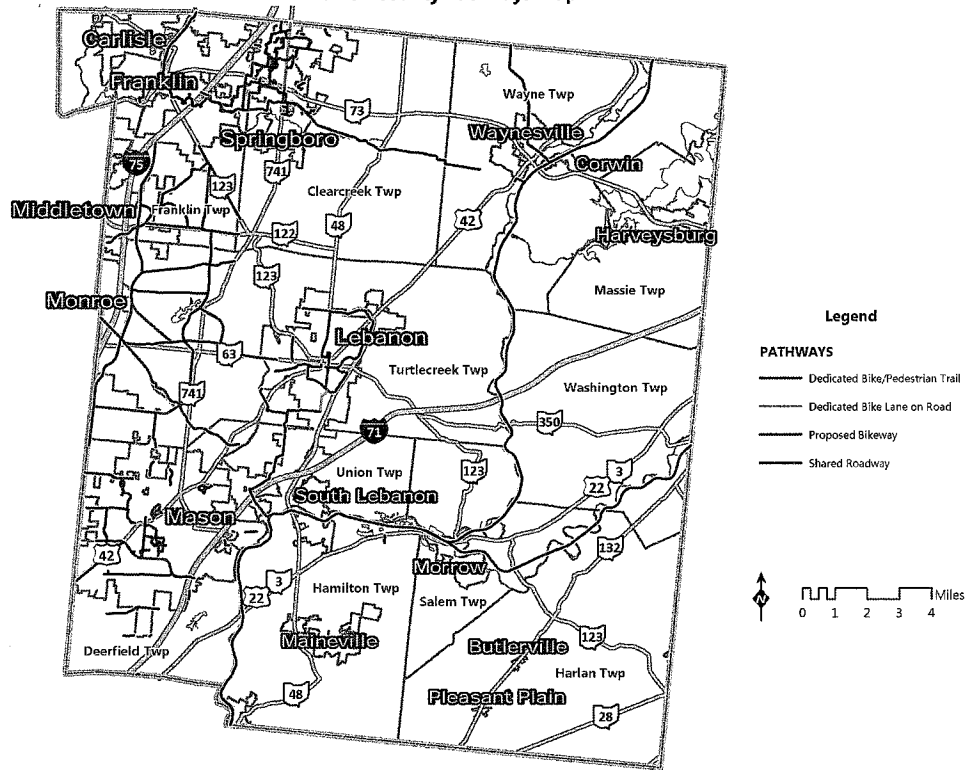 Carlisle
Franklin
Wayne Twp
73
Waynesville
Springboro
Corwin
75
741
123
Clearcreek Twp
Middletown
Franklin Twp
48
42
122
Harveysburg
123
Massie Twp
Monroe
Lebanon
Legend
63
Turtlecreek Twp
PATHWAYS
Dedicated Bike/Pedestrian Trail
741
Washington Twp
Dedicated Bike Lane on Road
71
350
Proposed Bikeway
Shared Roadway
Union Twp
123
3
22
South Lebanon
Mason
42
132
Morrow
3
22
Hamilton Twp
Salem Twp
N
Miles
0 1 2 3 4
Maineville
123
Deerfield Twp
Butlerville
Harlan Twp
48
Pleasant Plain
28